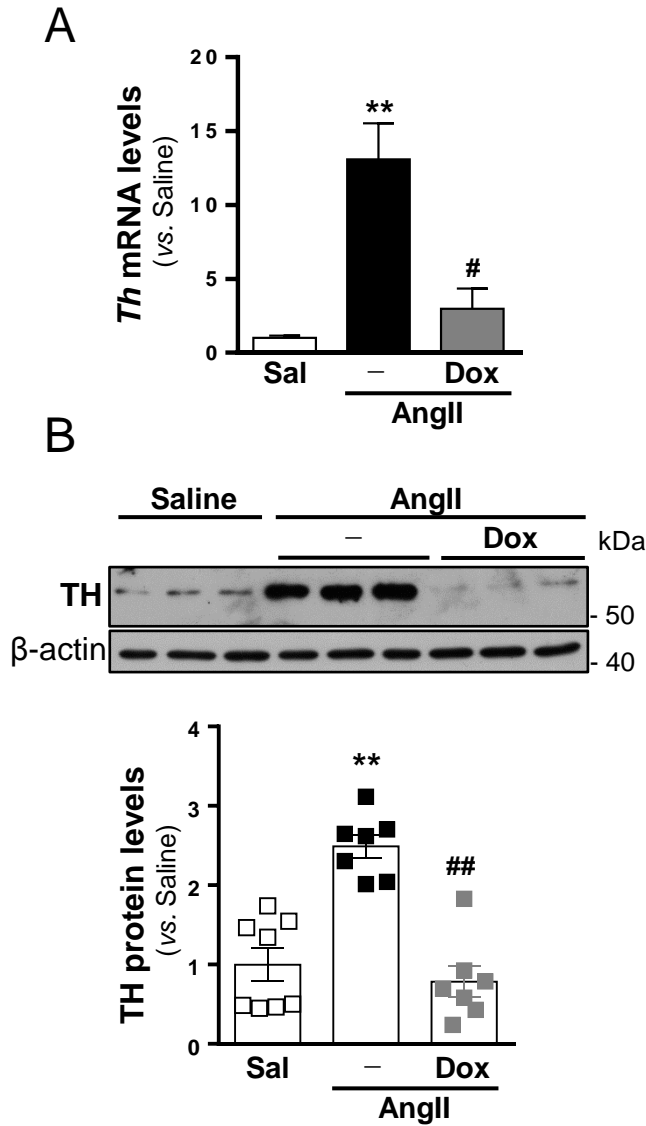 A
20
15
10
5
0
Th mRNA levels
(vs. Saline)
**
#
Sal – Dox
AngII
B
Saline AngII
– Dox kDa
TH
- 50
β-actin
- 40
4
3
2
1
0
TH protein levels
(vs. Saline)
**
##
Sal – Dox
AngII